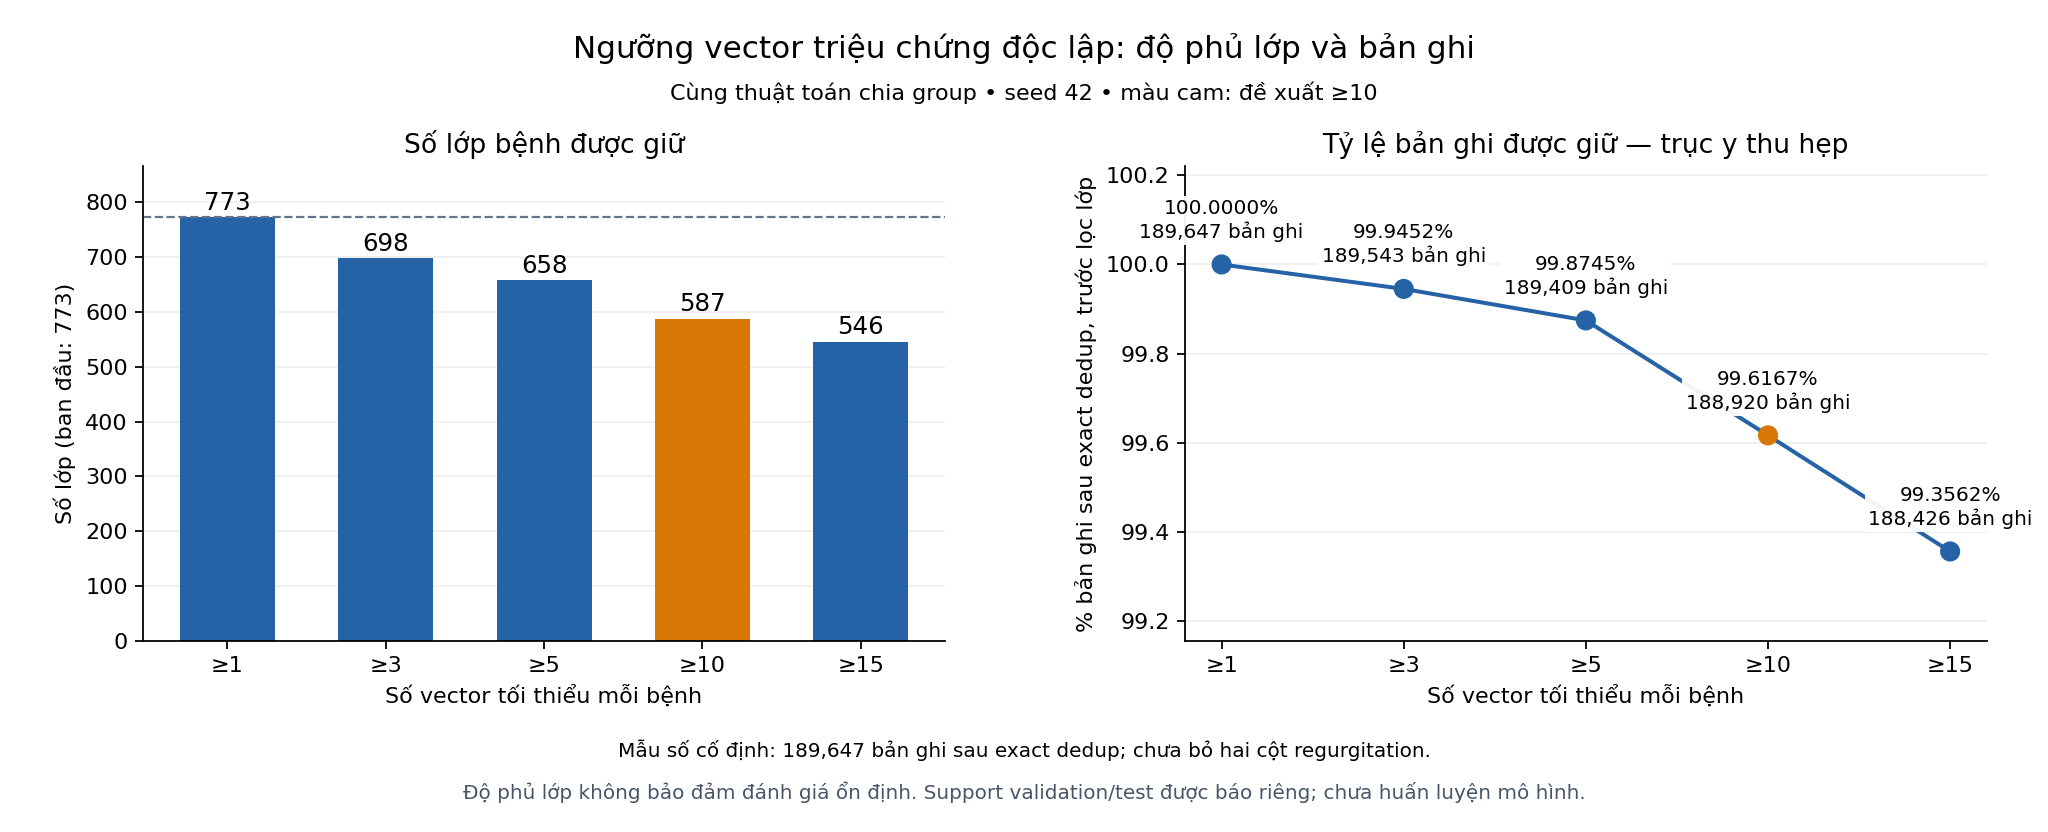 Ngưỡng vector triệu chứng độc lập: độ phủ lớp và bản ghi
Cùng thuật toán chia group • seed 42 • màu cam: đề xuất ≥10
Số lớp bệnh được giữ
Số lớp (ban đầu: 773)
800
700
600
500
400
300
200
100
0
773
698
658
587
546
≥1
≥3
≥5
≥10
≥15
Số vector tối thiểu mỗi bệnh
Tỷ lệ bản ghi được giữ — trục y thu hẹp
% bản ghi sau exact dedup, trước lọc lớp
100.2
100.0
99.8
99.6
99.4
99.2
100.0000%
189,647 bản ghi
99.9452%
189,543 bản ghi
99.8745%
189,409 bản ghi
99.6167%
188,920 bản ghi
99.3562%
188,426 bản ghi
≥1
≥3
≥5
≥10
≥15
Số vector tối thiểu mỗi bệnh
Mẫu số cố định: 189,647 bản ghi sau exact dedup; chưa bỏ hai cột regurgitation.
Độ phủ lớp không bảo đảm đánh giá ổn định. Support validation/test được báo riêng; chưa huấn luyện mô hình.